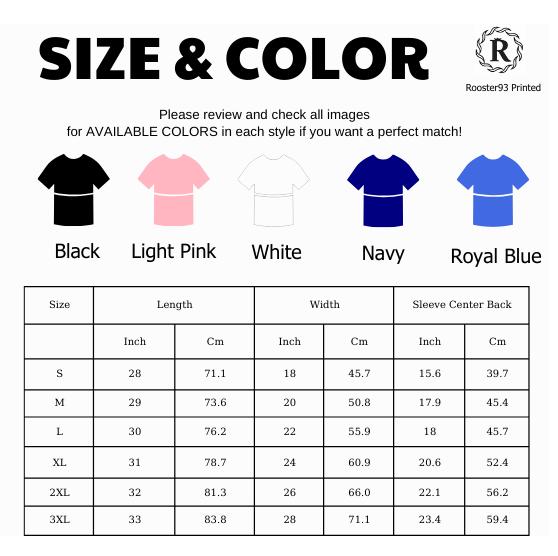 SIZE & COLOR
R
Rooster93 Printed
Please review and check all images
for AVAILABLE COLORS in each style if you want a perfect match!
Black Light Pink White Navy Royal Blue
Size Length Width Sleeve Center Back
Inch Cm Inch Cm Inch Cm
S 28 71.1 18 45.7 15.6 39.7
M 29 73.6 20 50.8 17.9 45.4
L 30 76.2 22 55.9 18 45.7
XL 31 78.7 24 60.9 20.6 52.4
2XL 32 81.3 26 66.0 22.1 56.2
3XL 33 83.8 28 71.1 23.4 59.4